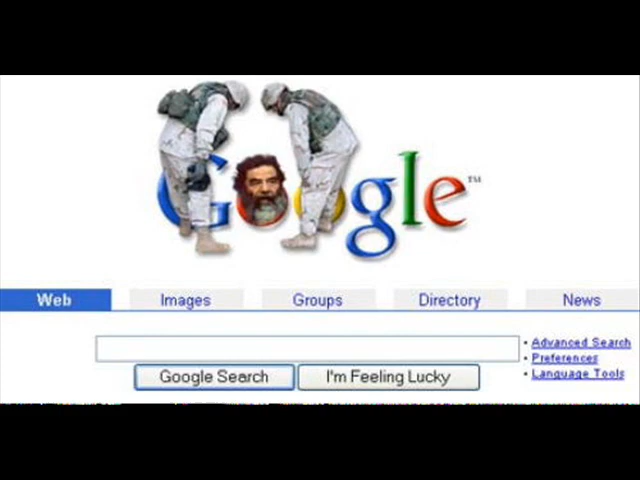 Google™
Web Images Groups Directory News
Advanced Search
Preferences
Language Tools
Google Search I'm Feeling Lucky